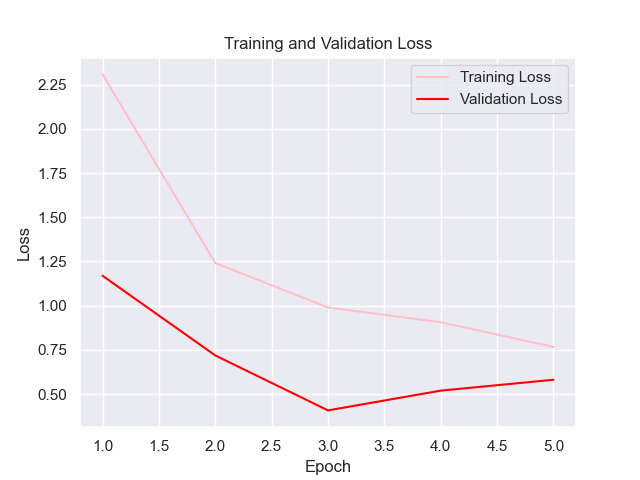 Training and Validation Loss
Training Loss
Validation Loss
2.25
2.00
1.75
1.50
1.25
1.00
0.75
0.50
Loss
1.0 1.5 2.0 2.5 3.0 3.5 4.0 4.5 5.0
Epoch